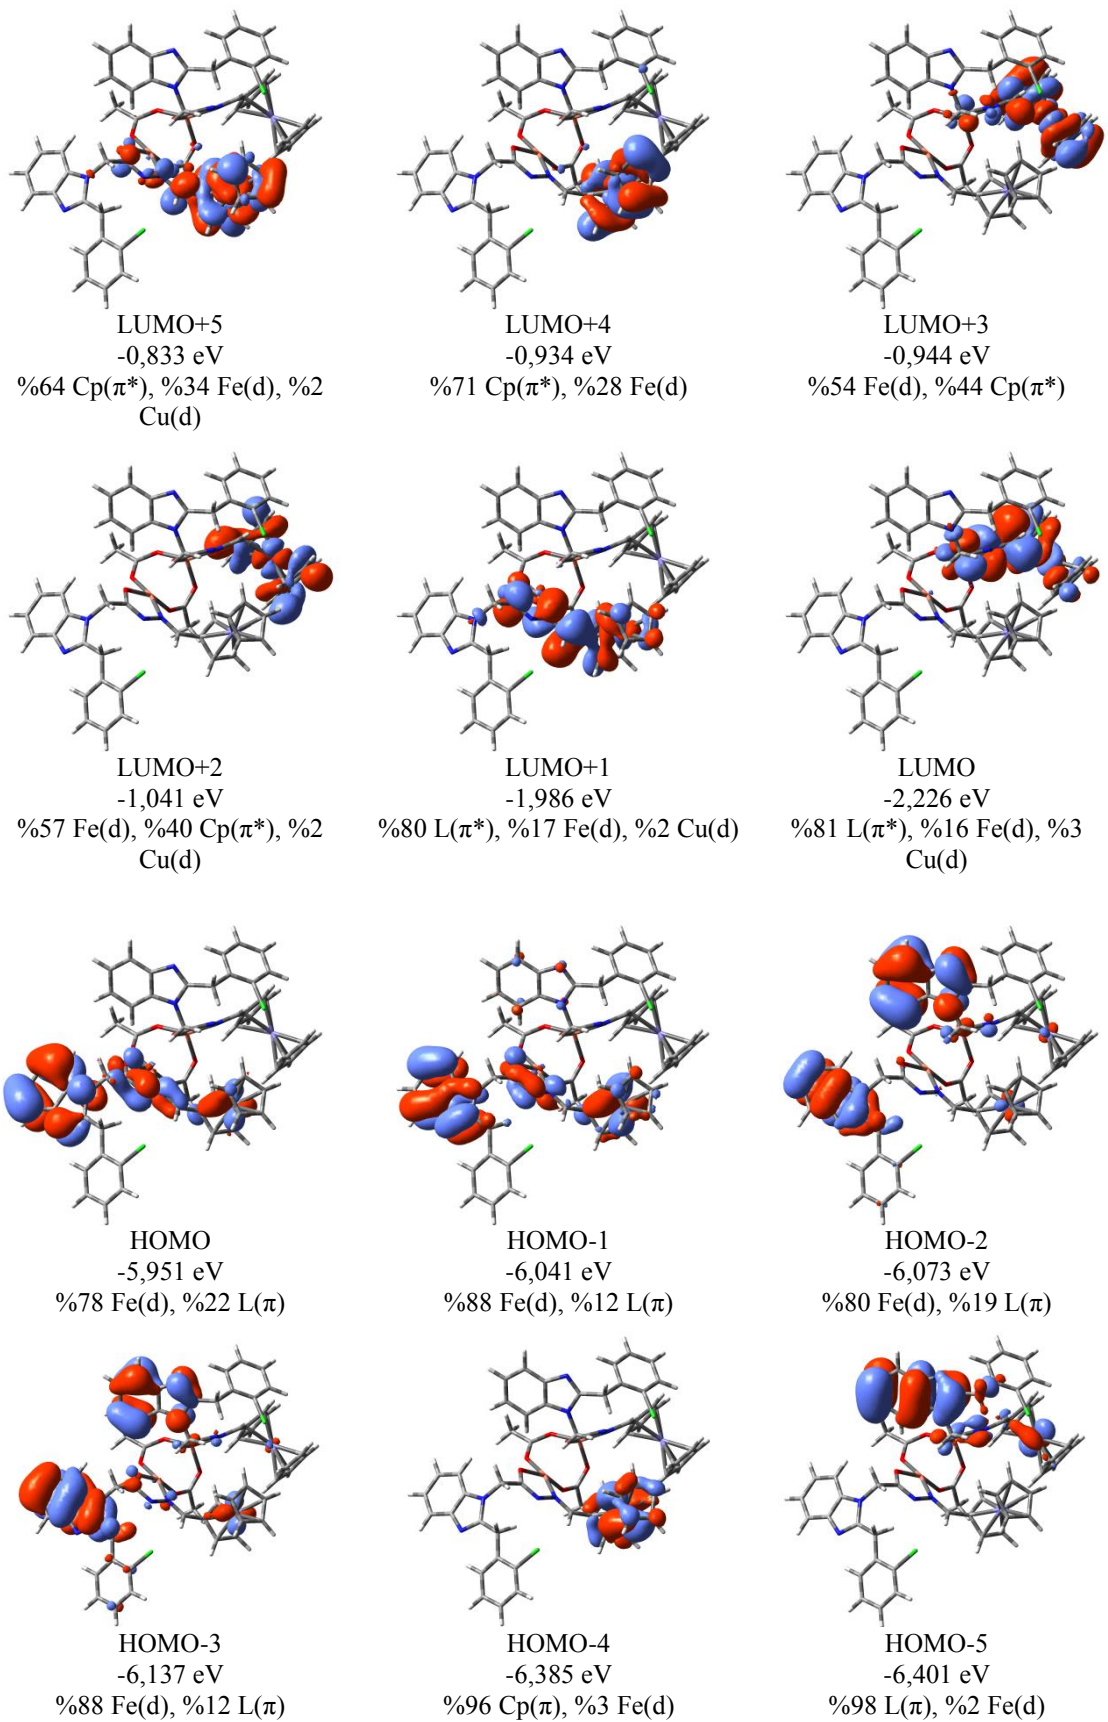 LUMO+5
-0,833 eV
%64 Cp(π*), %34 Fe(d), %2
Cu(d)
LUMO+4
-0,934 eV
%71 Cp(π*), %28 Fe(d)
LUMO+3
-0,944 eV
%54 Fe(d), %44 Cp(π*)
LUMO+2
-1,041 eV
%57 Fe(d), %40 Cp(π*), %2
Cu(d)
LUMO+1
-1,986 eV
%80 L(π*), %17 Fe(d), %2 Cu(d)
LUMO
-2,226 eV
%81 L(π*), %16 Fe(d), %3
Cu(d)
HOMO
-5,951 eV
%78 Fe(d), %22 L(π)
HOMO-1
-6,041 eV
%88 Fe(d), %12 L(π)
HOMO-2
-6,073 eV
%80 Fe(d), %19 L(π)
HOMO-3
-6,137 eV
%88 Fe(d), %12 L(π)
HOMO-4
-6,385 eV
%96 Cp(π), %3 Fe(d)
HOMO-5
-6,401 eV
%98 L(π), %2 Fe(d)